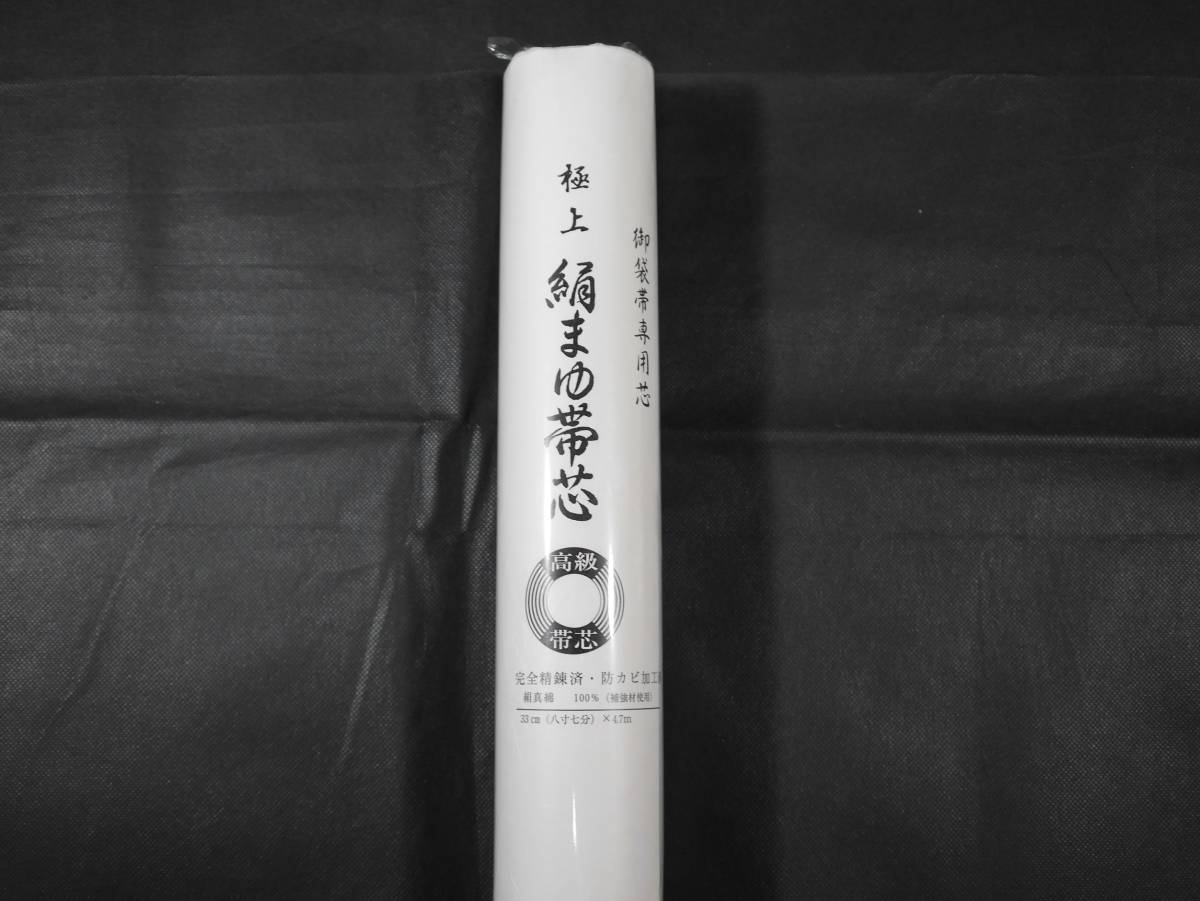 御袋帯専用芯
極上 絹まゆ帯芯
高級
帯芯
完全精錬済・防カビ加工
絹真綿 100%（補強材使用）
33㎝（八寸七分）×4.7m